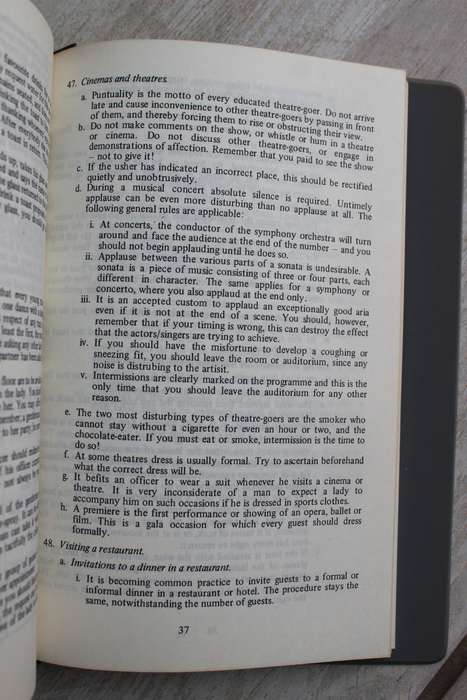 47. Cinemas and theatres.
a. Punctuality is the motto of every educated theatre-goer. Do not arrive
late and cause inconvenience to other theatre-goers by passing in front
of them, and thereby forcing them to rise or obstructing their view.
b. Do not make comments on the show, or whistle or hum in a theatre
or cinema. Do not discuss other theatre-goers, or engage in
demonstrations of affection. Remember that you paid to see the show
– not to give it!
c. If the usher has indicated an incorrect place, this should be rectified
quietly and unobtrusively.
d. During a musical concert absolute silence is required. Untimely
applause can be even more disturbing than no applause at all. The
following general rules are applicable:
i. At concerts, the conductor of the symphony orchestra will turn
around and face the audience at the end of the number – and you
should not begin applauding until he does so.
ii. Applause between the various parts of a sonata is undesirable. A
sonata is a piece of music consisting of three or four parts, each
different in character. The same applies for a symphony or
concerto, where you also applaud at the end only.
iii. It is an accepted custom to applaud an exceptionally good aria
even if it is not at the end of a scene. You should, however,
remember that if your timing is wrong, this can destroy the effect
that the actors/singers are trying to achieve.
iv. If you should have the misfortune to develop a coughing or
sneezing fit, you should leave the room or auditorium, since any
noise is distrubing to the artisit.
v. Intermissions are clearly marked on the programme and this is the
only time that you should leave the auditorium for any other
reason.
e. The two most disturbing types of theatre-goers are the smoker who
cannot stay without a cigarette for even an hour or two, and the
chocolate-eater. If you must eat or smoke, intermission is the time to
do so!
f. At some theatres dress is usually formal. Try to ascertain beforehand
what the correct dress will be.
g. It befits an officer to wear a suit whenever he visits a cinema or
theatre. It is very inconsiderate of a man to expect a lady to
accompany him on such occasions if he is dressed in sports clothes.
h. A premiere is the first performance or showing of an opera, ballet or
film. This is a gala occasion for which every guest should dress
formally.
48. Visiting a restaurant.
a. Invitations to a dinner in a restaurant.
i. It is becoming common practice to invite guests to a formal or
informal dinner in a restaurant or hotel. The procedure stays the
same, notwithstanding the number of guests.
37